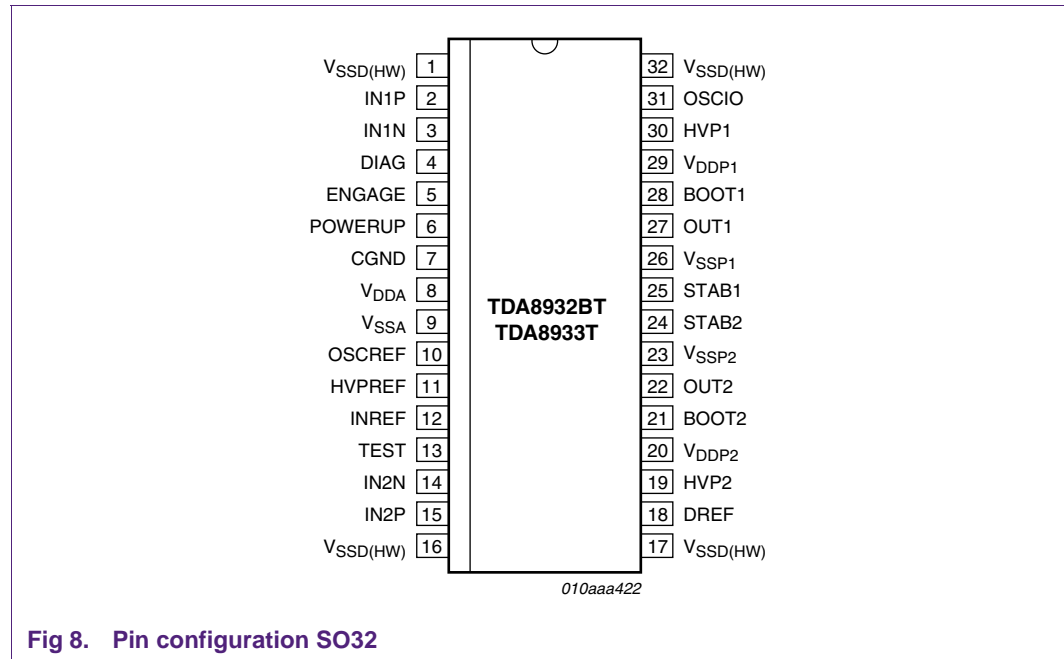 V_SSD(HW) 1 32 V_SSD(HW)
IN1P 2 31 OSCIO
IN1N 3 30 HVP1
DIAG 4 29 V_DDP1
ENGAGE 5 28 BOOT1
POWERUP 6 27 OUT1
CGND 7 26 V_SSP1
V_DDA 8 25 STAB1
TDA8932BT
TDA8933T
V_SSA 9 24 STAB2
OSCREF 10 23 V_SSP2
HVPREF 11 22 OUT2
INREF 12 21 BOOT2
TEST 13 20 V_DDP2
IN2N 14 19 HVP2
IN2P 15 18 DREF
V_SSD(HW) 16 17 V_SSD(HW)
010aaa422
Fig 8. Pin configuration SO32